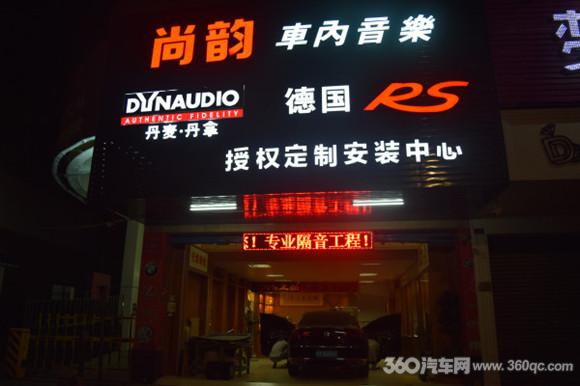 尚韵 車內音樂
DYNAUDIO
AUTHENTIC FIDELITY
丹麦·丹拿
德国 RS
授权定制安装中心
！专业隔音工程！
360汽车网 www.360qc.com